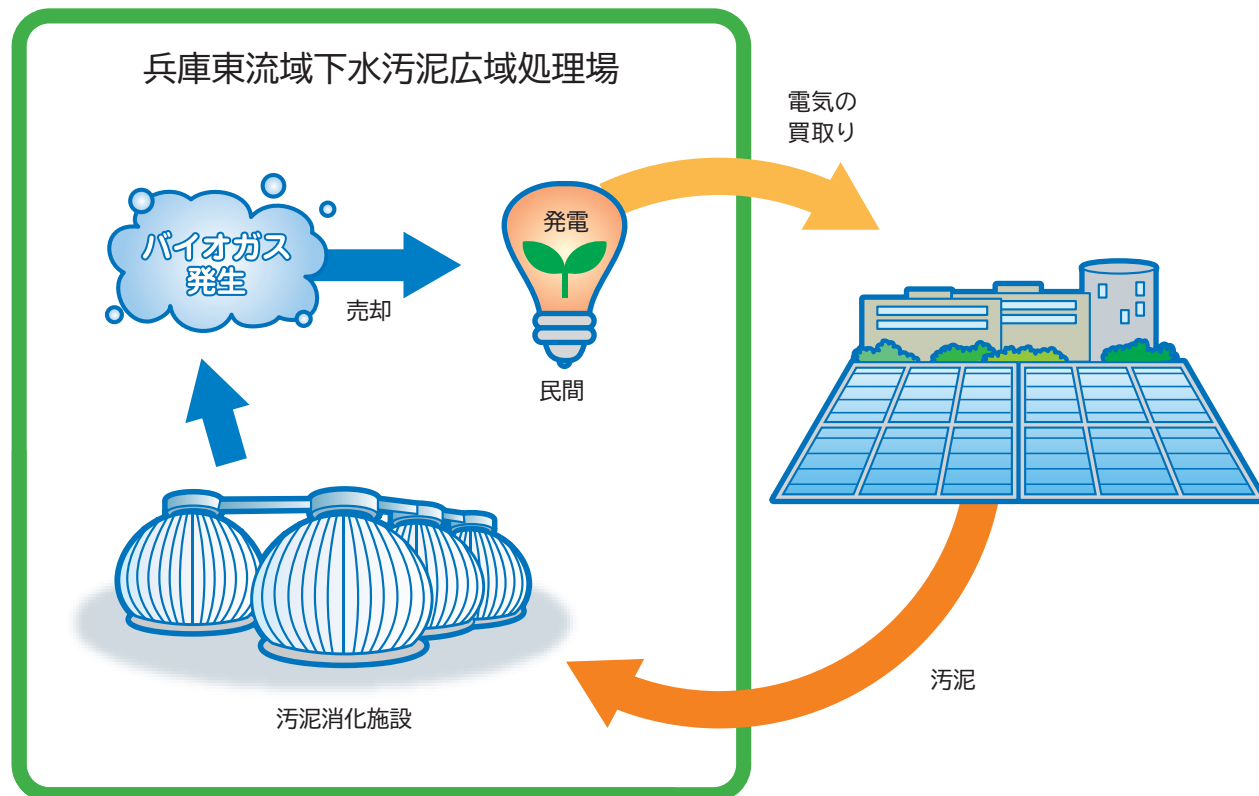 兵庫東流域下水汚泥広域処理場
電気の
買取り
バイオガス
発生
売却
発電
民間
汚泥消化施設
汚泥